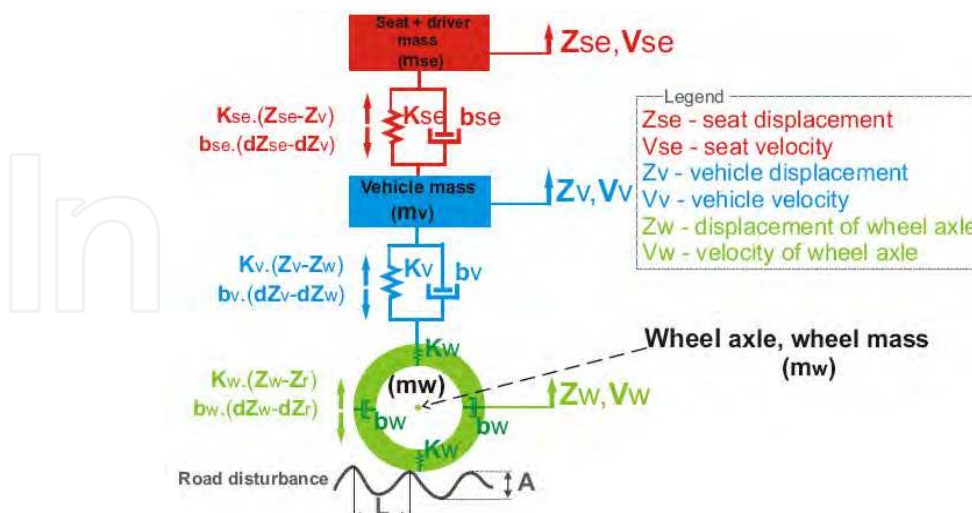 Seat + driver
mass
(mse)
Zse, Vse
Kse.(Zse-Zv)
bse.(dZse-dZv)
Kse
bse
Legend
Zse - seat displacement
Vse - seat velocity
Zv - vehicle displacement
Vv - vehicle velocity
Zw - displacement of wheel axle
Vw - velocity of wheel axle
Vehicle mass
(mv)
Zv, Vv
Kv.(Zv-Zw)
bv.(dZv-dZw)
Kv
bv
Kw
Wheel axle, wheel mass
(mw)
Kw.(Zw-Zr)
bw.(dZw-dZr)
(mw)
bw
bw
Zw, Vw
Kw
Road disturbance
A
L
In